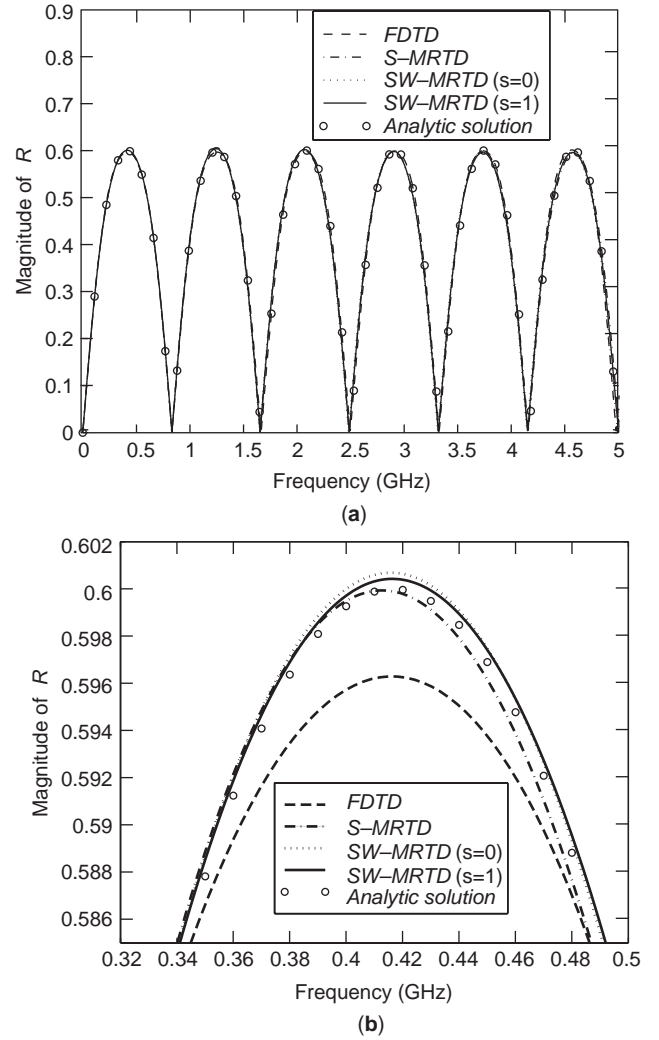 1
0.9
0.8
0.7
0.6
0.5
0.4
0.3
0.2
0.1
0
Magnitude of R
FDTD
S–MRTD
SW–MRTD (s=0)
SW–MRTD (s=1)
Analytic solution
0 0.5 1 1.5 2 2.5 3 3.5 4 4.5 5
Frequency (GHz)
(a)
0.602
0.6
0.598
0.596
0.594
0.592
0.59
0.588
0.586
Magnitude of R
FDTD
S–MRTD
SW–MRTD (s=0)
SW–MRTD (s=1)
Analytic solution
0.32 0.34 0.36 0.38 0.4 0.42 0.44 0.46 0.48 0.5
Frequency (GHz)
(b)